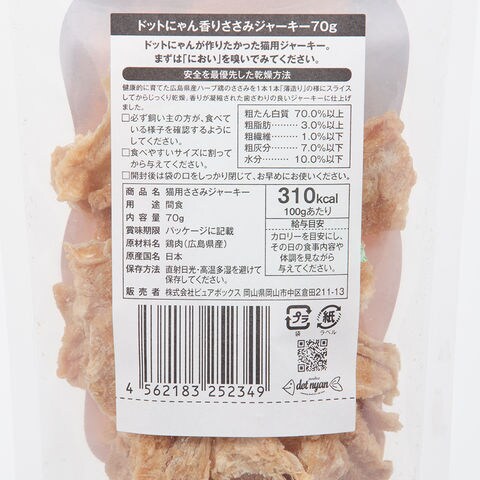 ドットにゃん香りささみジャーキー70g
ドットにゃんが作りたかった猫用ジャーキー。
まずは「におい」を嗅いでみてください。
安全を最優先した乾燥方法
健康的に育てた広島県産ハーブ鶏のささみを1本1本「薄造り」の様にスライス
してからじっくり乾燥。香りが凝縮された歯ざわりの良いジャーキーに仕上げ
ました。
□必ず飼い主の方が、食べて
いる様子を確認するようにし
てください。
□食べやすいサイズに割って
から与えてください。
粗たん白質 70.0%以上
粗脂肪 3.0%以上
粗繊維 1.0%以下
粗灰分 7.0%以下
水分 10.0%以下
□開封後は袋の口をしっかり閉じて、お早めにお使いください。
商品名 猫用ささみジャーキー
用途 間食
内容量 70g
賞味期限 パッケージに記載
原材料名 鶏肉(広島県産)
原産国名 日本
保存方法 直射日光・高温多湿を避けて
保存してください。
310kcal
100gあたり
給与目安
カロリーを目安にし、
その日の食事内容や
体調を見ながら
与えてください。
販売者 株式会社ピュアボックス 岡山県岡山市中区倉田211-13
プラ
袋
紙
ラベル
4 562183 252349
dot nyan